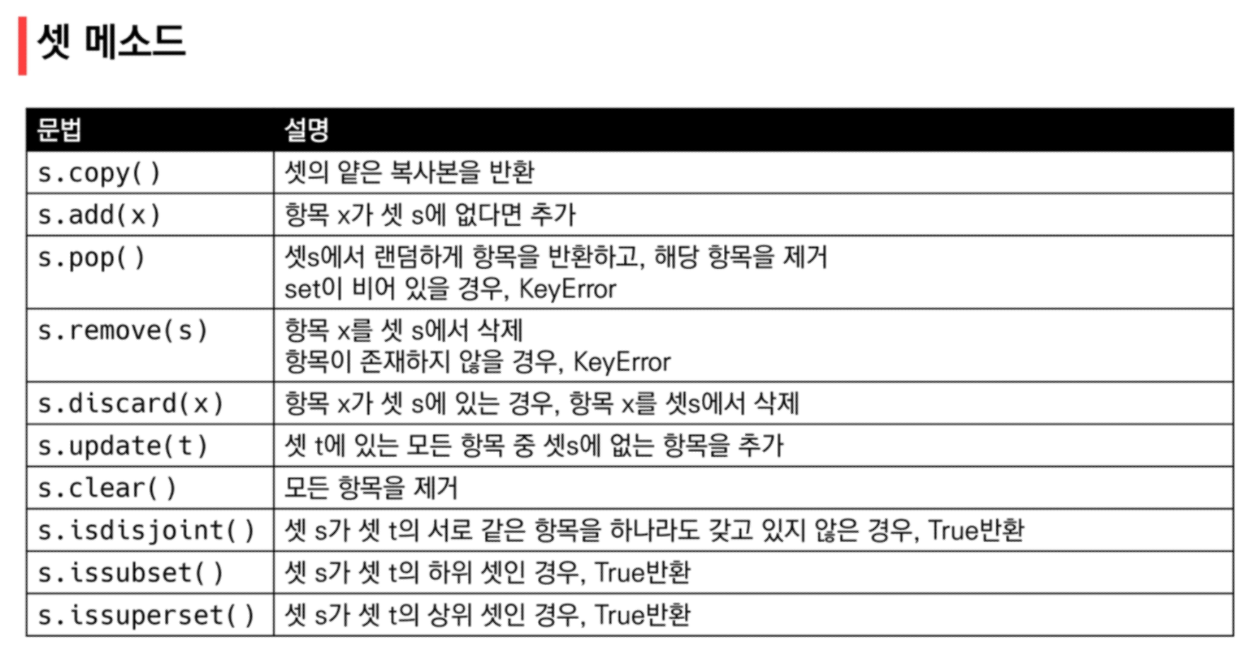 셋 메소드
문법 설명
s.copy() 셋의 얕은 복사본을 반환
s.add(x) 항목 x가 셋 s에 없다면 추가
s.pop() 셋s에서 랜덤하게 항목을 반환하고, 해당 항목을 제거
set이 비어 있을 경우, KeyError
s.remove(s) 항목 x를 셋 s에서 삭제
항목이 존재하지 않을 경우, KeyError
s.discard(x) 항목 x가 셋 s에 있는 경우, 항목 x를 셋s에서 삭제
s.update(t) 셋 t에 있는 모든 항목 중 셋s에 없는 항목을 추가
s.clear() 모든 항목을 제거
s.isdisjoint() 셋 s가 셋 t의 서로 같은 항목을 하나라도 갖고 있지 않은 경우, True반환
s.issubset() 셋 s가 셋 t의 하위 셋인 경우, True반환
s.issuperset() 셋 s가 셋 t의 상위 셋인 경우, True반환